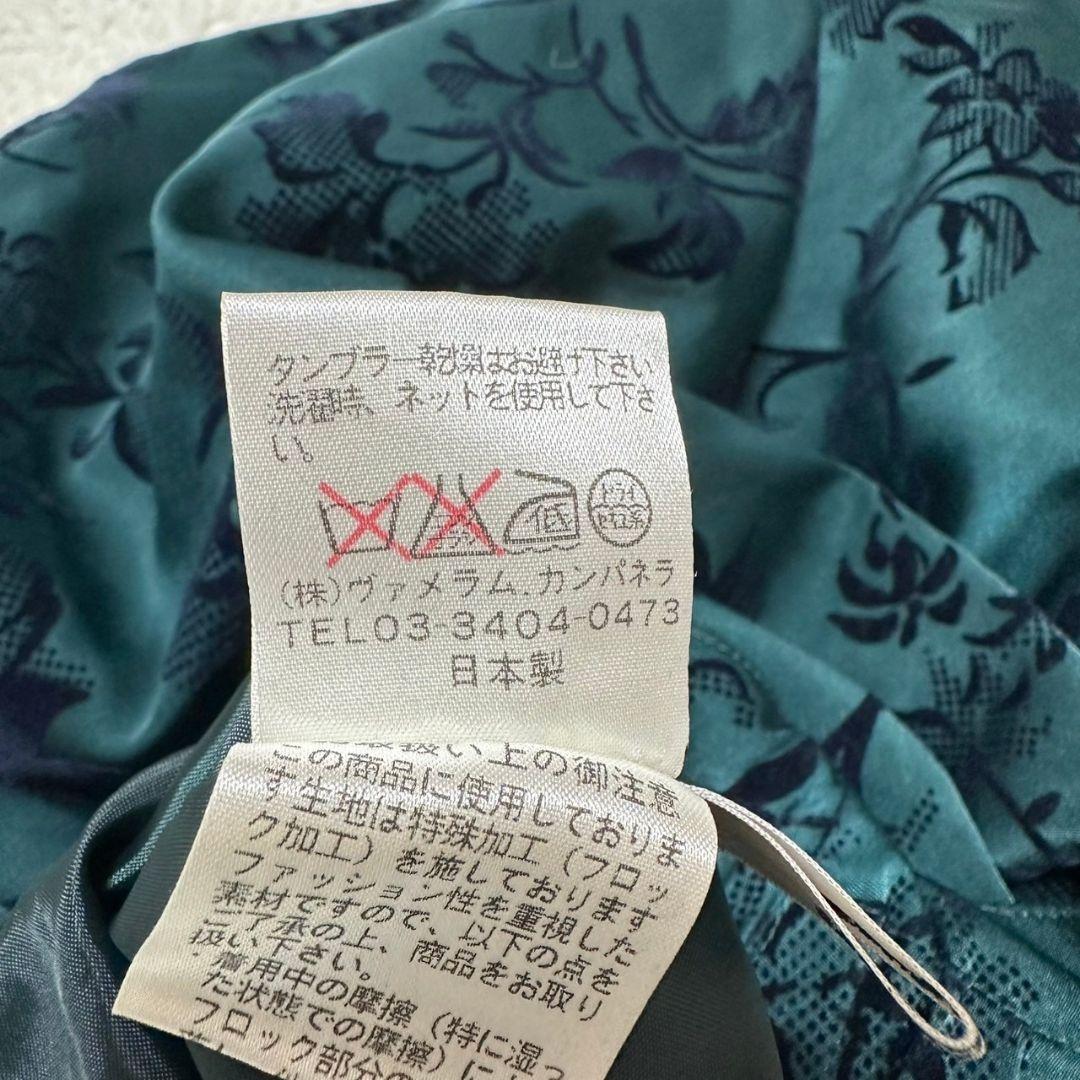 タンブラー乾燥はお避け下さい
洗濯時、ネットを使用して下さ
い。
低
ドライ
セキユ系
(株)ヴァメラム.カンパネラ
TEL03-3404-0473
日本製
扱い上の御注意
この商品に使用しておりま
す生地は特殊加工(フロッ
ク加工)を施しております
ファッション性を重視した
素材ですので、以下の点を
ご了承の上、商品をお取り
扱い下さい。
着用中の摩擦(特に湿っ
た状態での摩擦)に
フロック部分の